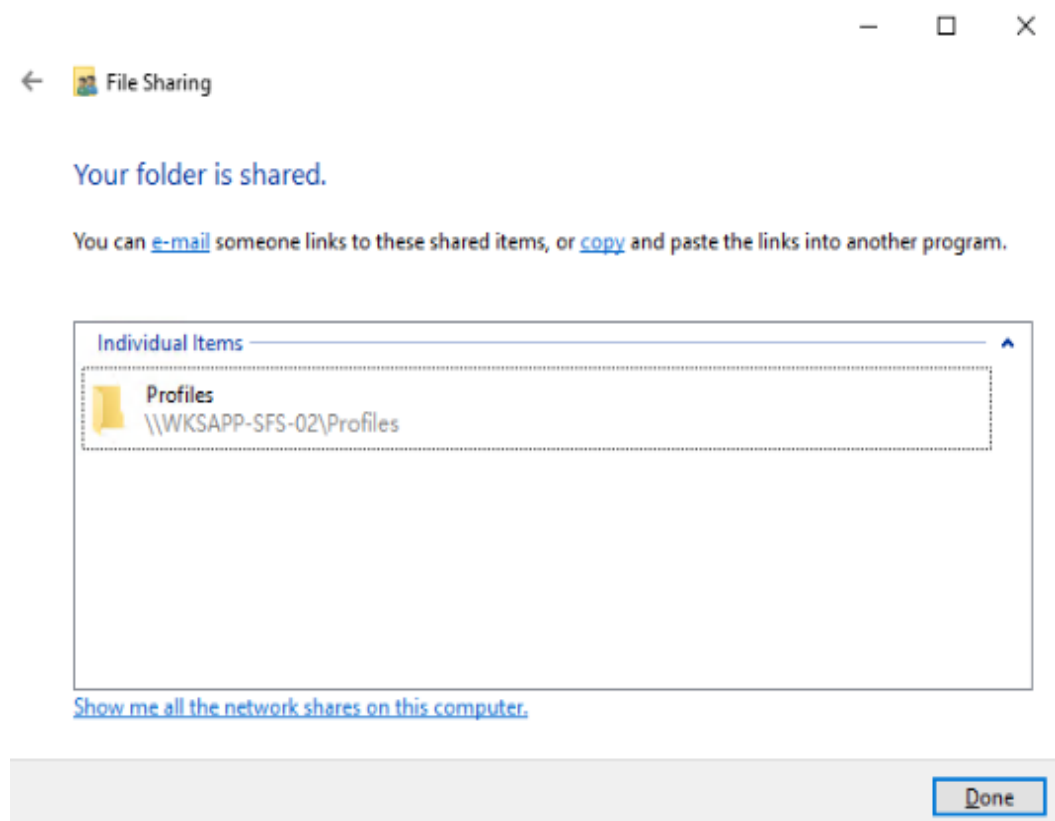 File Sharing
Your folder is shared.
You can e-mail someone links to these shared items, or copy and paste the links into another program.
Individual Items
Profiles
\\WKSAPP-SFS-02\Profiles
Show me all the network shares on this computer.
Done